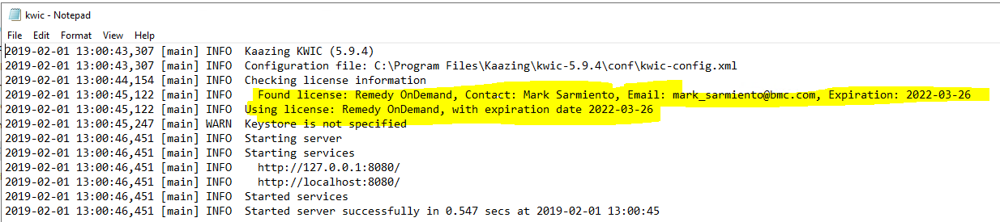 kwic - Notepad
File Edit Format View Help
2019-02-01 13:00:43,307 [main] INFO  Kaazing KWIC (5.9.4)
2019-02-01 13:00:43,307 [main] INFO  Configuration file: C:\Program Files\Kaazing\kwic-5.9.4\conf\kwic-config.xml
2019-02-01 13:00:44,154 [main] INFO  Checking license information
2019-02-01 13:00:45,122 [main] INFO    Found license: Remedy OnDemand, Contact: Mark Sarmiento, Email: mark_sarmiento@bmc.com, Expiration: 2022-03-26
2019-02-01 13:00:45,122 [main] INFO  Using license: Remedy OnDemand, with expiration date 2022-03-26
2019-02-01 13:00:45,247 [main] WARN  Keystore is not specified
2019-02-01 13:00:46,451 [main] INFO  Starting server
2019-02-01 13:00:46,451 [main] INFO  Starting services
2019-02-01 13:00:46,451 [main] INFO    http://127.0.0.1:8080/
2019-02-01 13:00:46,451 [main] INFO    http://localhost:8080/
2019-02-01 13:00:46,451 [main] INFO  Started services
2019-02-01 13:00:46,451 [main] INFO  Started server successfully in 0.547 secs at 2019-02-01 13:00:45